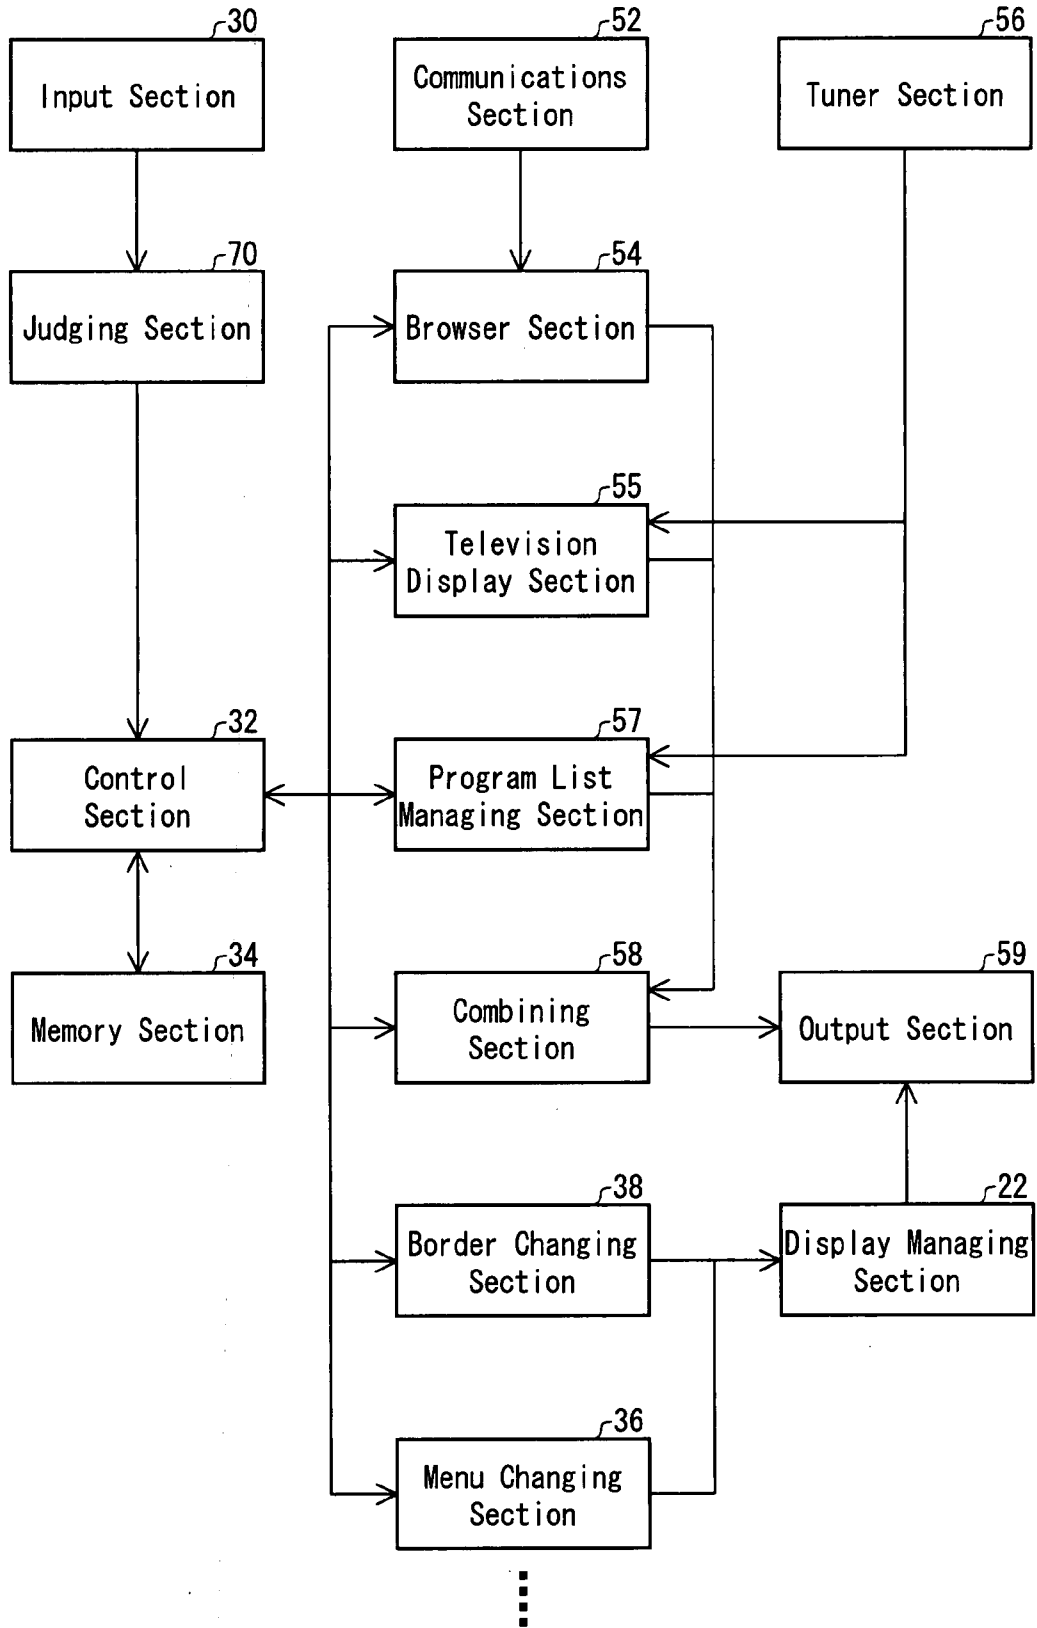 30
Input Section
52
Communications
Section
56
Tuner Section
70
Judging Section
54
Browser Section
55
Television
Display Section
32
Control
Section
57
Program List
Managing Section
34
Memory Section
58
Combining
Section
59
Output Section
38
Border Changing
Section
22
Display Managing
Section
36
Menu Changing
Section